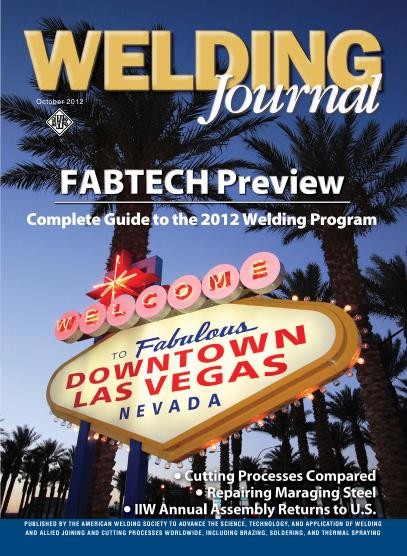 WELDING
Journal
October 2012
AWS
FABTECH Preview
Complete Guide to the 2012 Welding Program
WELCOME
TO Fabulous
DOWNTOWN
LAS VEGAS
NEVADA
• Cutting Processes Compared
• Repairing Maraging Steel
• IIW Annual Assembly Returns to U.S.
PUBLISHED BY THE AMERICAN WELDING SOCIETY TO ADVANCE THE SCIENCE, TECHNOLOGY, AND APPLICATION OF WELDING
AND ALLIED JOINING AND CUTTING PROCESSES WORLDWIDE, INCLUDING BRAZING, SOLDERING, AND THERMAL SPRAYING